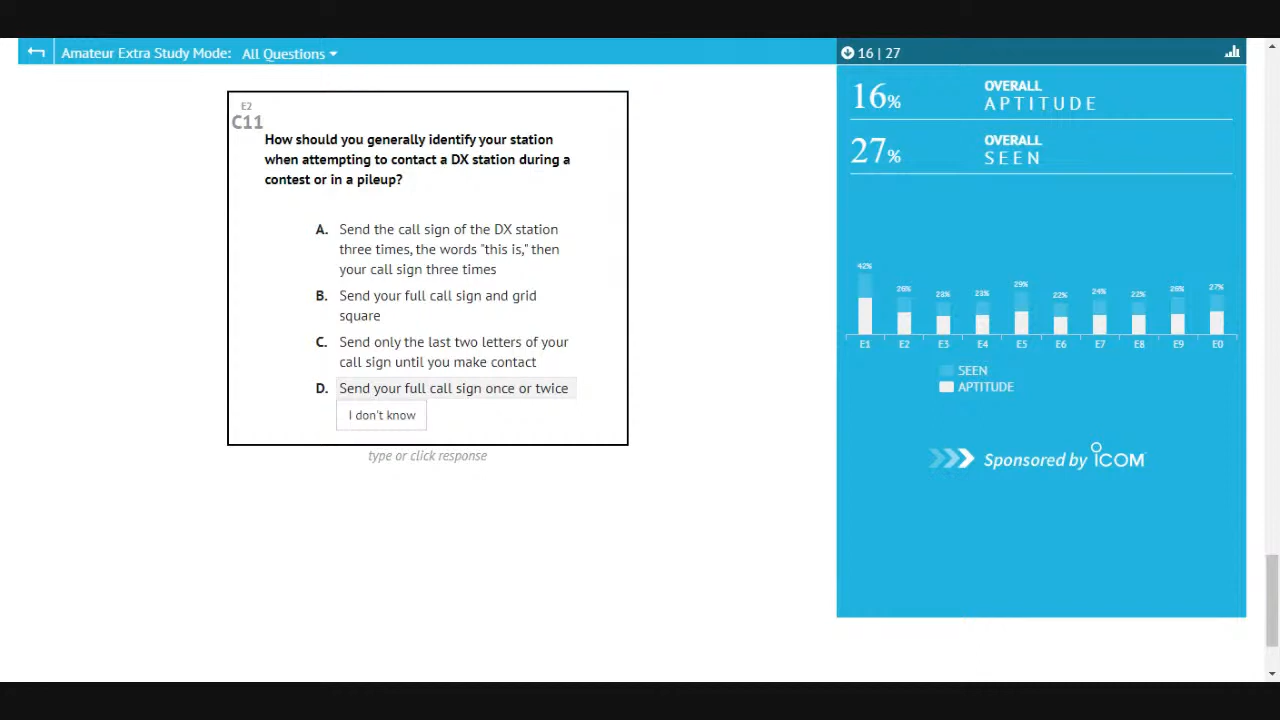 Amateur Extra Study Mode: All Questions
16 | 27
E2
C11
How should you generally identify your station
when attempting to contact a DX station during a
contest or in a pileup?
A. Send the call sign of the DX station
three times, the words "this is," then
your call sign three times
B. Send your full call sign and grid
square
C. Send only the last two letters of your
call sign until you make contact
D. Send your full call sign once or twice
I don't know
type or click response
16% OVERALL
APTITUDE
27% OVERALL
SEEN
42% 26% 23% 23% 29% 22% 24% 22% 26% 27%
E1 E2 E3 E4 E5 E6 E7 E8 E9 E0
SEEN
APTITUDE
Sponsored by ICOM